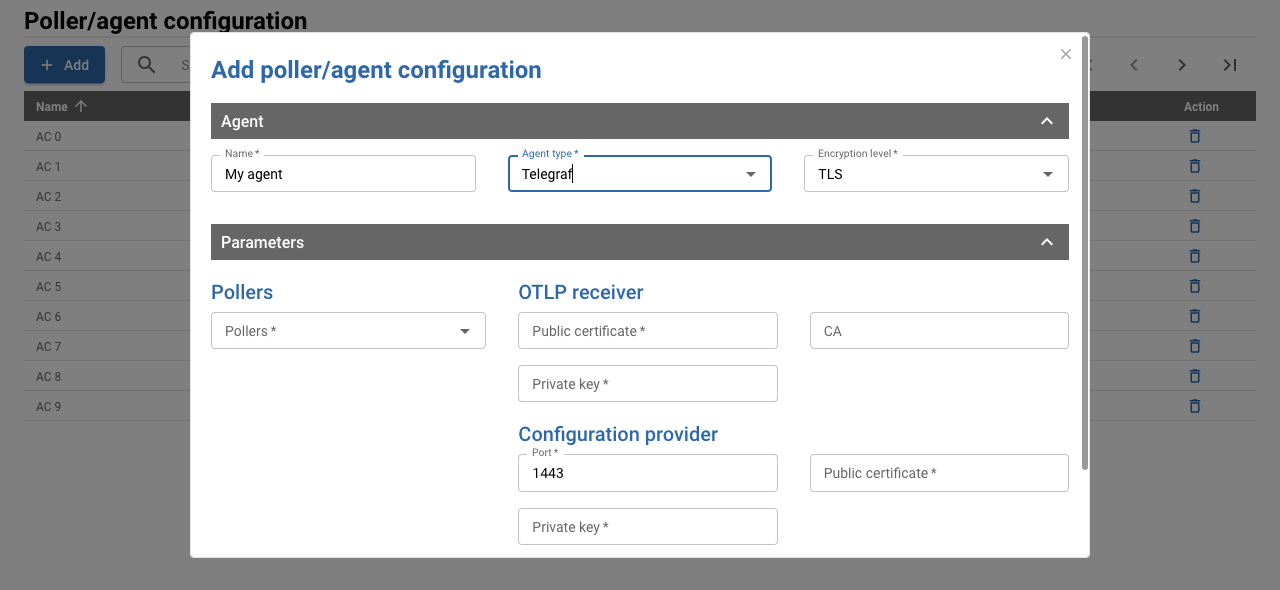 Poller/agent configuration
Add
Name
Action
AC 0
AC 1
AC 2
AC 3
AC 4
AC 5
AC 6
AC 7
AC 8
AC 9
Add poller/agent configuration
Agent
Name *
My agent
Agent type *
Telegraf
Encryption level *
TLS
Parameters
Pollers
Pollers *
OTLP receiver
Public certificate *
CA
Private key *
Configuration provider
Port *
1443
Public certificate *
Private key *